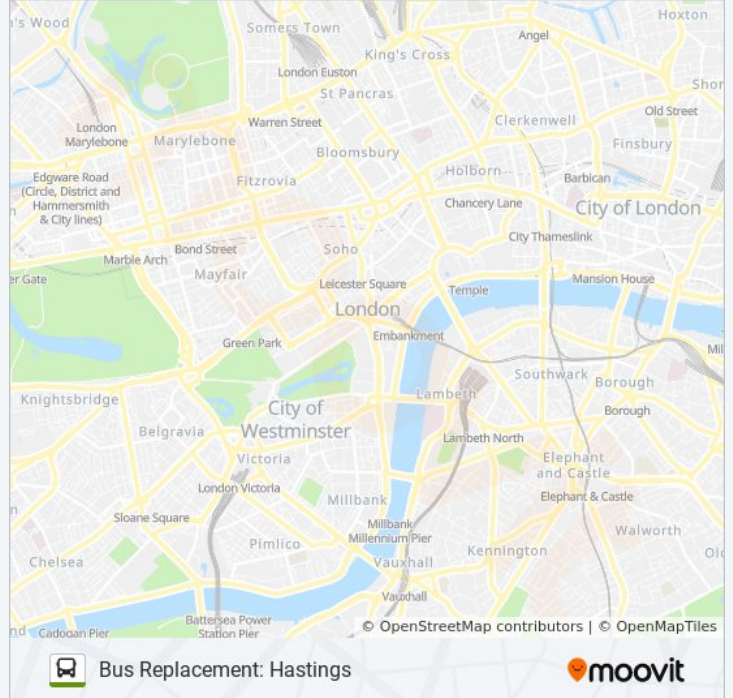 's Wood
Hoxton
Somers Town
Angel
King's Cross
London Euston
St Pancras
Shor
Old Street
Warren Street
Clerkenwell
London
Marylebone
Marylebone
Finsbury
Bloomsbury
Holborn
Barbican
Edgware Road
(Circle, District and
Hammersmith
& City lines)
Fitzrovia
Chancery Lane
City of London
City Thameslink
Bond Street
Soho
Marble Arch
Mayfair
er Gate
Leicester Square
Temple
Mansion House
London
Embankment
Green Park
Mil
Southwark
Borough
Knightsbridge
Lambeth
City of
Westminster
Borough
Belgravia
Lambeth North
Victoria
Elephant
and Castle
London Victoria
Elephant & Castle
Millbank
Sloane Square
Millbank
Millennium Pier
Walworth
Pimlico
Kennington
Olc
Chelsea
Vauxhall
Vauxhall
Battersea Power
Station Pier
nd
Cadogan Pier
© OpenStreetMap contributors | © OpenMapTiles
Bus Replacement: Hastings
moovit